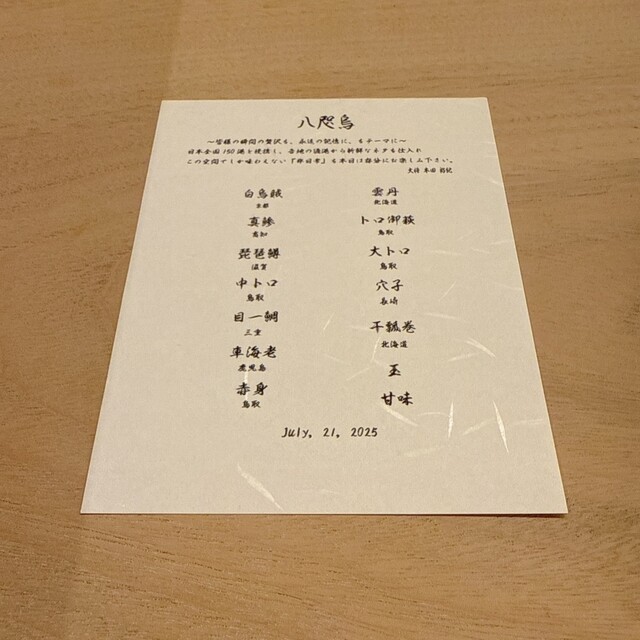 八咫烏
〜皆様の瞬間の贅沢を、永遠の記憶に、をテーマに〜
日本全国150港と提携し、各地の漁港から新鮮なネタを仕入れ
この空間でしか味わえない「非日常」を本日は存分にお楽しみ下さい。
大将 本田
白烏賊
京都
真鯵
高知
琵琶鱒
滋賀
中トロ
鳥取
目一鯛
三重
車海老
鹿児島
赤身
鳥取
雲丹
北海道
トロ御萩
鳥取
大トロ
鳥取
穴子
長崎
干瓢巻
北海道
玉
甘味
July, 21, 2025